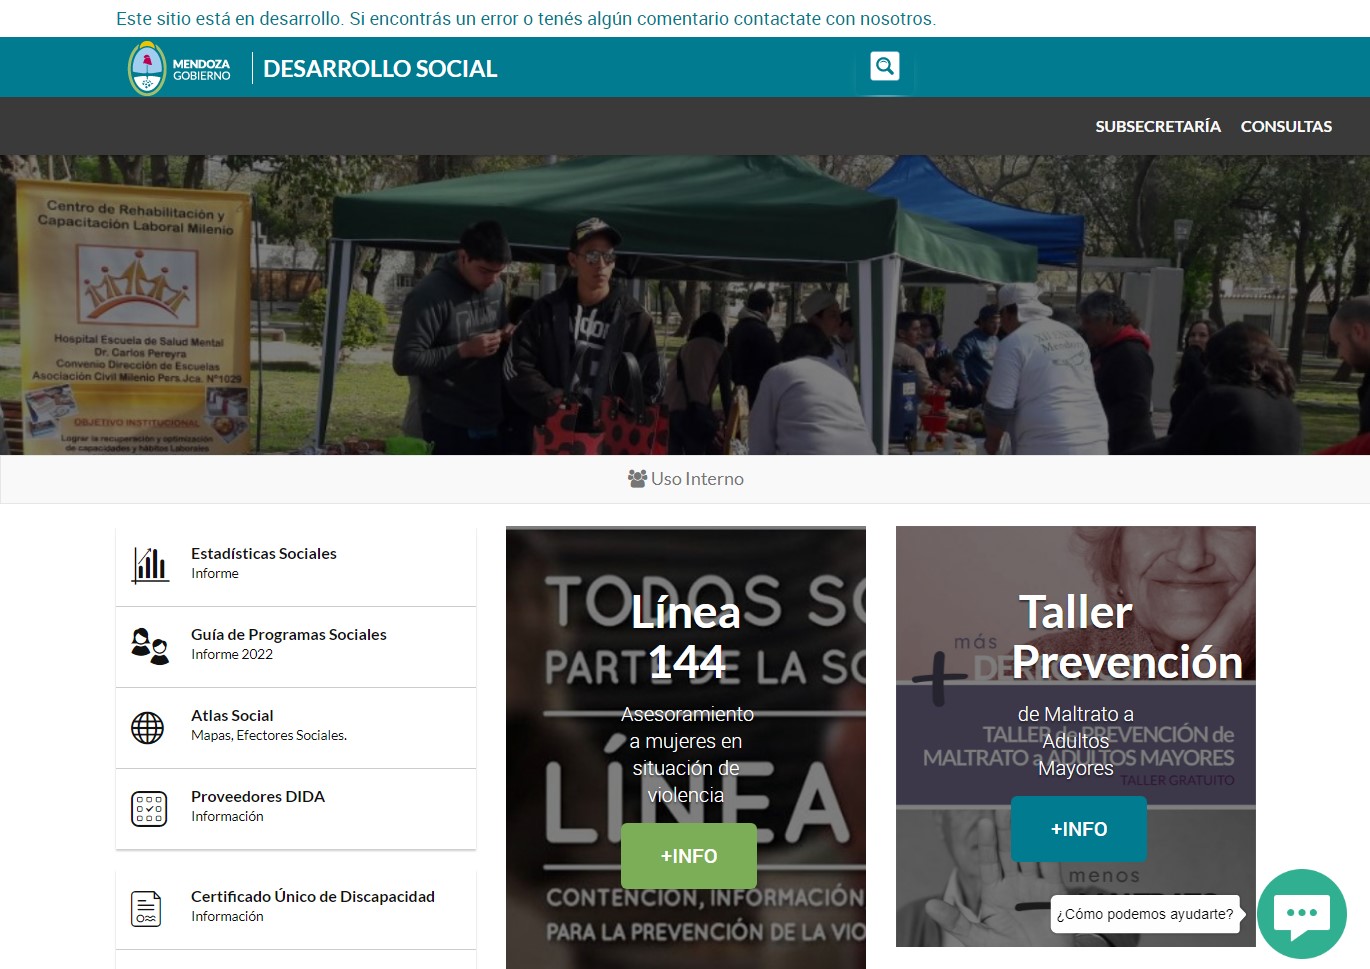 Este sitio está en desarrollo. Si encontrás un error o tenés algún comentario contactate con nosotros.
MENDOZA
GOBIERNO
DESARROLLO SOCIAL
SUBSECRETARÍA
CONSULTAS
Centro de Rehabilitación y
Capacitación Laboral Milenio
Hospital Escuela de Salud Mental
Dr. Carlos Pereyra
Convenio Dirección de Escuelas
Asociación Civil Milenio Pers.Jca. Nº1029
OBJETIVO INSTITUCIONAL
Lograr la recuperación y optimización
de capacidades y hábitos Laborales
Uso Interno
Estadísticas Sociales
Informe
Guía de Programas Sociales
Informe 2022
Atlas Social
Mapas, Efectores Sociales.
Proveedores DIDA
Información
Certificado Único de Discapacidad
Información
TODOS SO
PARTE DE LA SO
LÍNEA
CONTENCIÓN, INFORMACIÓN
PARA LA PREVENCIÓN DE LA VIO
Línea
144
Asesoramiento
a mujeres en
situación de
violencia
+INFO
más
TALLER de PREVENCIÓN de
MALTRATO a ADULTOS MAYORES
TALLER GRATUITO
menos
Taller
Prevención
de Maltrato a
Adultos
Mayores
+INFO
¿Cómo podemos ayudarte?